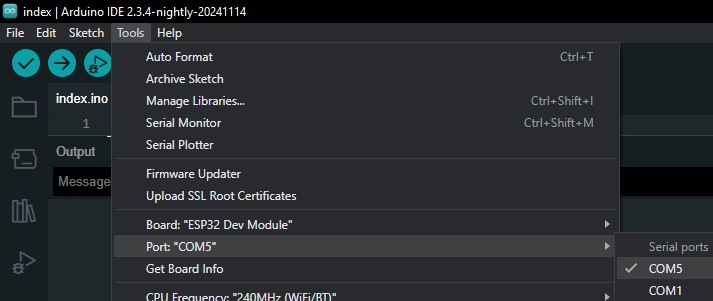 index | Arduino IDE 2.3.4-nightly-20241114
File Edit Sketch Tools Help
Auto Format Ctrl+T
Archive Sketch
Manage Libraries... Ctrl+Shift+I
index.ino
Serial Monitor Ctrl+Shift+M
1
Serial Plotter
Output
Firmware Updater
Message
Upload SSL Root Certificates
Board: "ESP32 Dev Module"
Port: "COM5"
Serial ports
Get Board Info
COM5
COM1
CPU Frequency: "240MHz (WiFi/BT)"